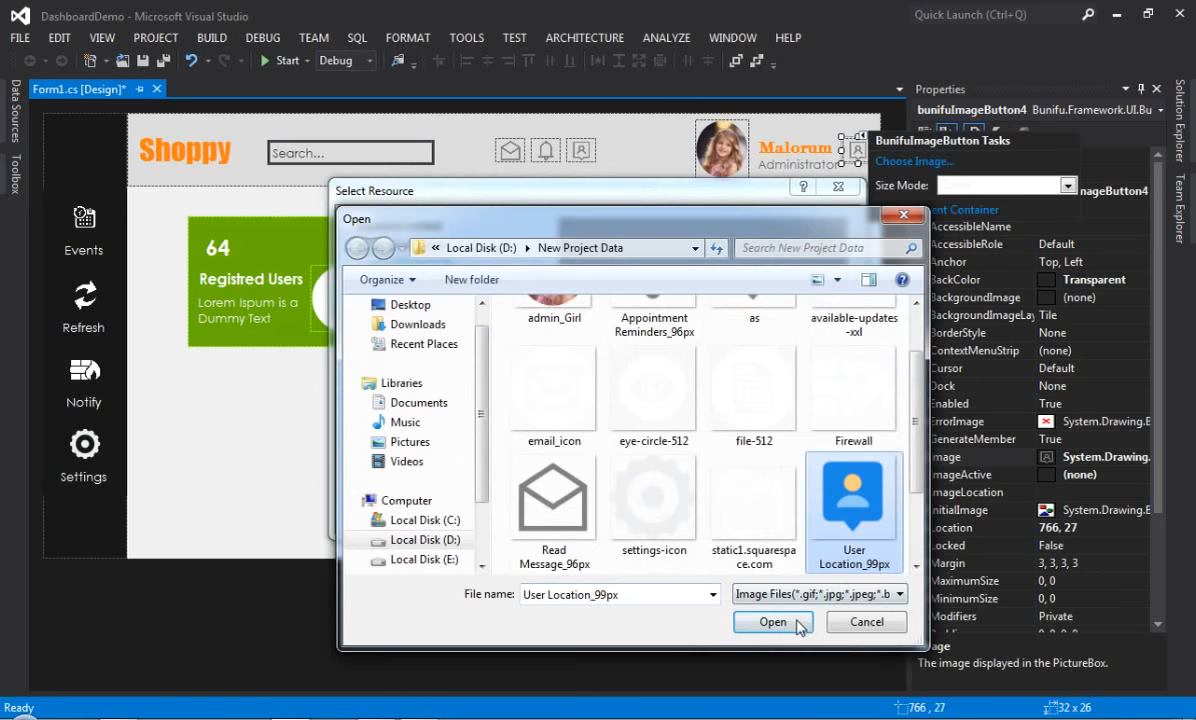 DashboardDemo - Microsoft Visual Studio
Quick Launch (Ctrl+Q)
FILE EDIT VIEW PROJECT BUILD DEBUG TEAM SQL FORMAT TOOLS TEST ARCHITECTURE ANALYZE WINDOW HELP
Start Debug
Form1.cs [Design]*
Data Sources
Toolbox
Shoppy
Search...
Malorum
Administrator
Events
Refresh
Notify
Settings
64
Registred Users
Lorem Ispum is a
Dummy Text
Select Resource
Open
Local Disk (D:) New Project Data
Search New Project Data
Organize New folder
Desktop
Downloads
Recent Places
Libraries
Documents
Music
Pictures
Videos
Computer
Local Disk (C:)
Local Disk (D:)
Local Disk (E:)
admin_Girl
Appointment
Reminders_96px
as
available-updates
-xxl
email_icon
eye-circle-512
file-512
Firewall
Read
Message_96px
settings-icon
static1.squarespa
ce.com
User
Location_99px
File name: User Location_99px
Image Files(*.gif;*.jpg;*.jpeg;*.b
Open Cancel
BunifuImageButton Tasks
Choose Image...
Size Mode:
ent Container
Properties
bunifuImageButton4 Bunifu.Framework.UI.Bu
nageButton4
AccessibleName
AccessibleRole Default
Anchor Top, Left
BackColor Transparent
BackgroundImage (none)
BackgroundImageLay Tile
BorderStyle None
ContextMenuStrip (none)
Cursor Default
Dock None
Enabled True
ErrorImage System.Drawing.B
GenerateMember True
Image System.Drawing.
ImageActive (none)
ImageLocation
InitialImage System.Drawing.B
Location 766, 27
Locked False
Margin 3, 3, 3, 3
MaximumSize 0, 0
MinimumSize 0, 0
Modifiers Private
age
The image displayed in the PictureBox.
Solution Explorer
Team Explorer
Ready
766 , 27
32 x 26